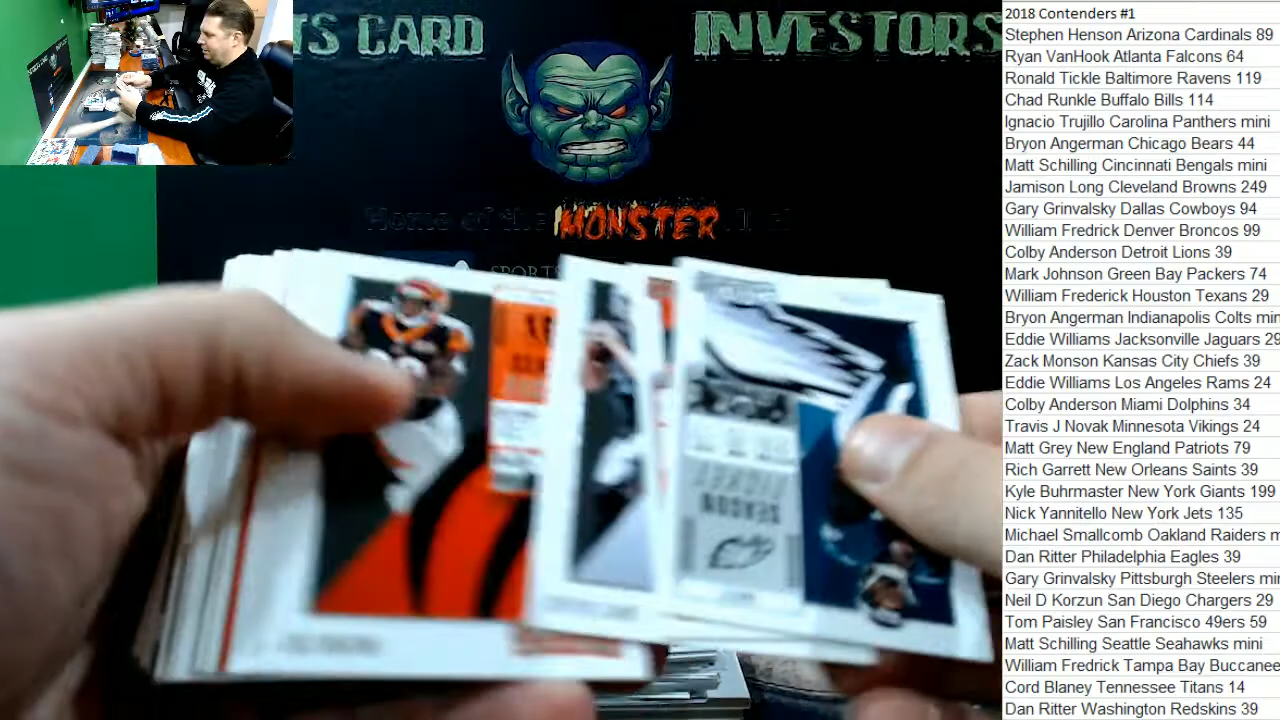 TS CARD INVESTORS
Home of the MONSTER
SPORTS
2018 Contenders #1
Stephen Henson Arizona Cardinals 89
Ryan VanHook Atlanta Falcons 64
Ronald Tickle Baltimore Ravens 119
Chad Runkle Buffalo Bills 114
Ignacio Trujillo Carolina Panthers mini
Bryon Angerman Chicago Bears 44
Matt Schilling Cincinnati Bengals mini
Jamison Long Cleveland Browns 249
Gary Grinvalsky Dallas Cowboys 94
William Fredrick Denver Broncos 99
Colby Anderson Detroit Lions 39
Mark Johnson Green Bay Packers 74
William Frederick Houston Texans 29
Bryon Angerman Indianapolis Colts min
Eddie Williams Jacksonville Jaguars 29
Zack Monson Kansas City Chiefs 39
Eddie Williams Los Angeles Rams 24
Colby Anderson Miami Dolphins 34
Travis J Novak Minnesota Vikings 24
Matt Grey New England Patriots 79
Rich Garrett New Orleans Saints 39
Kyle Buhrmaster New York Giants 199
Nick Yannitello New York Jets 135
Michael Smallcomb Oakland Raiders m
Dan Ritter Philadelphia Eagles 39
Gary Grinvalsky Pittsburgh Steelers min
Neil D Korzun San Diego Chargers 29
Tom Paisley San Francisco 49ers 59
Matt Schilling Seattle Seahawks mini
William Fredrick Tampa Bay Buccanee
Cord Blaney Tennessee Titans 14
Dan Ritter Washington Redskins 39